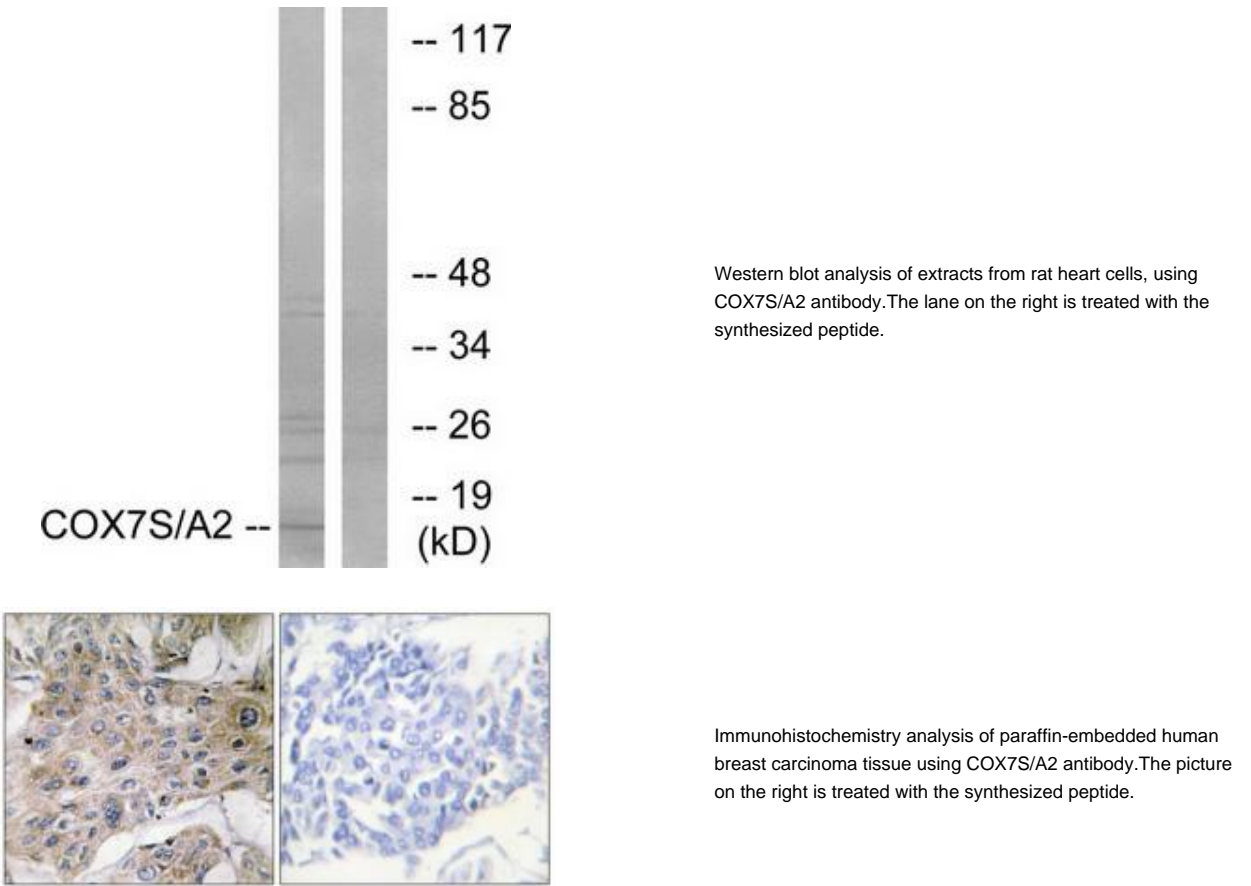 -- 117
-- 85
-- 48
-- 34
-- 26
-- 19
COX7S/A2 --
(kD)
Western blot analysis of extracts from rat heart cells, using
COX7S/A2 antibody.The lane on the right is treated with the
synthesized peptide.
Immunohistochemistry analysis of paraffin-embedded human
breast carcinoma tissue using COX7S/A2 antibody.The picture
on the right is treated with the synthesized peptide.